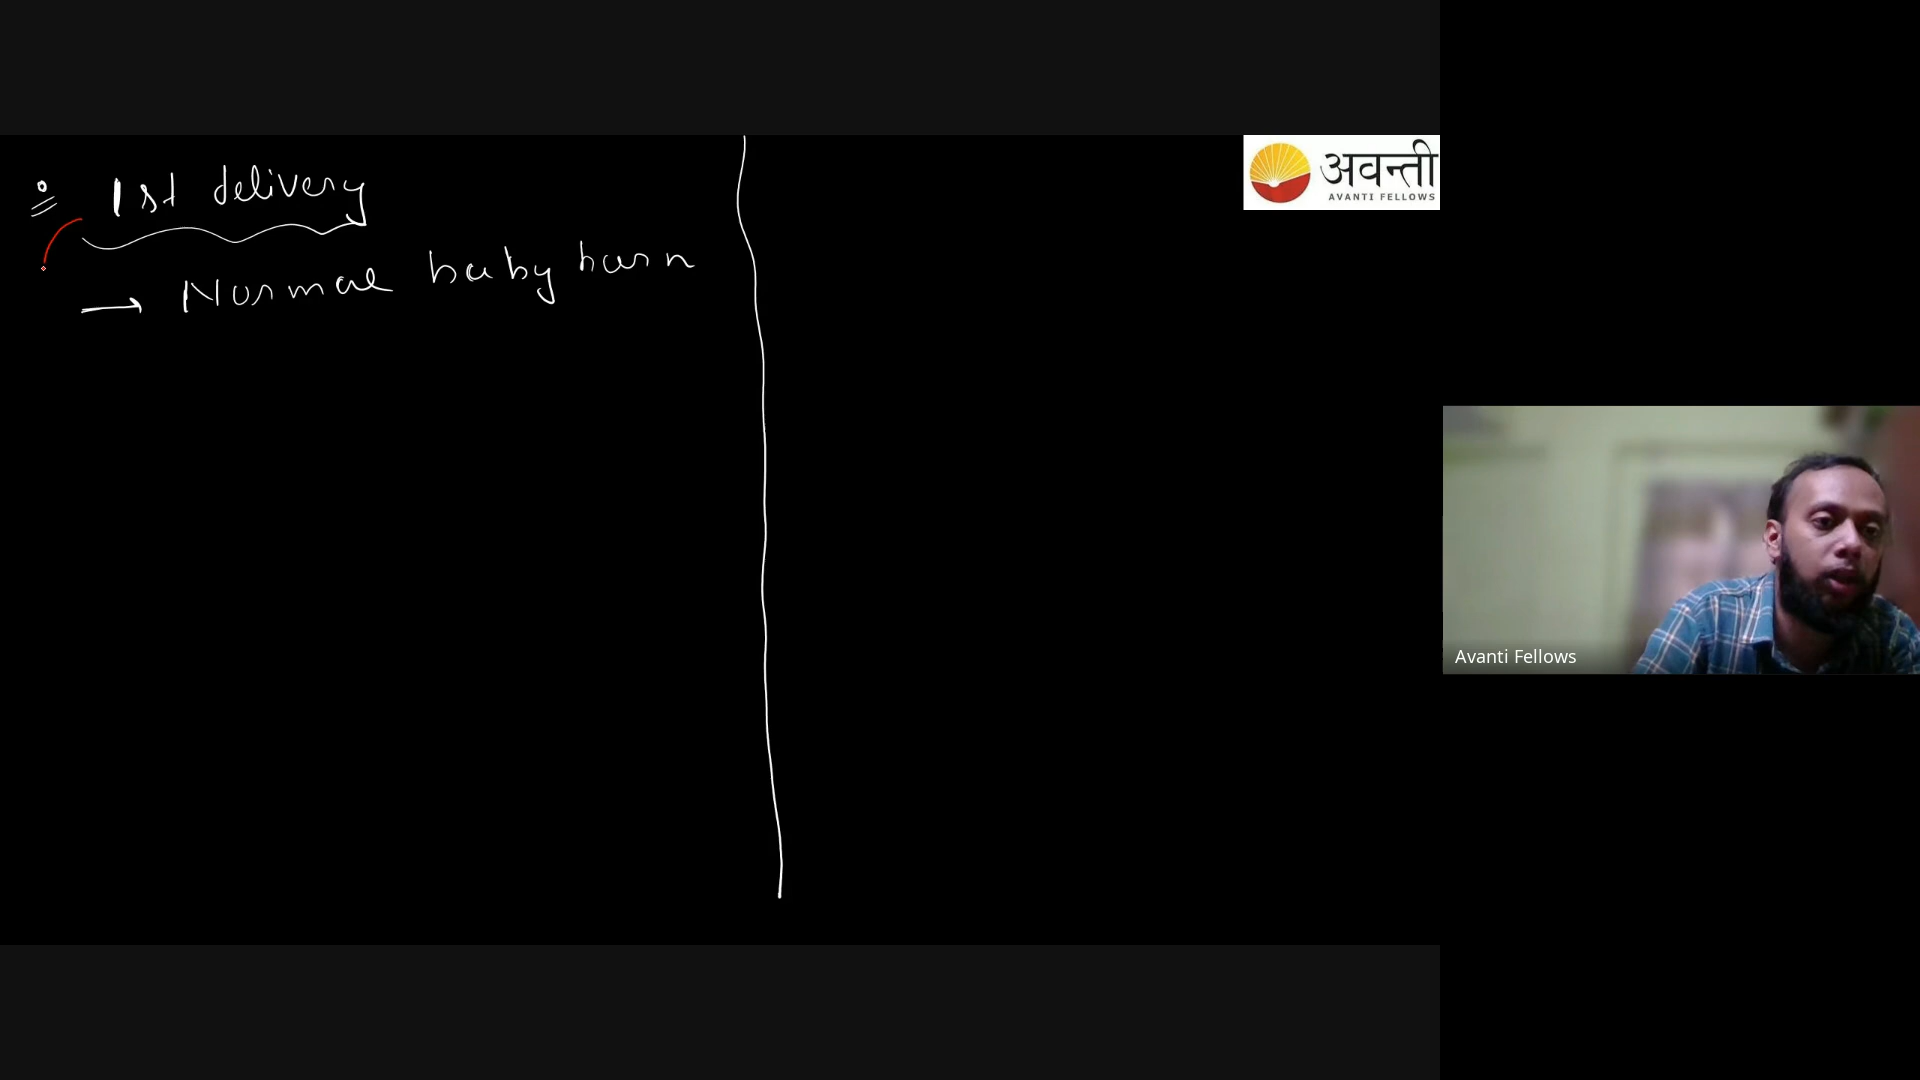 1st delivery
→ Normal baby born
अवन्ती
AVANTI FELLOWS
Avanti Fellows